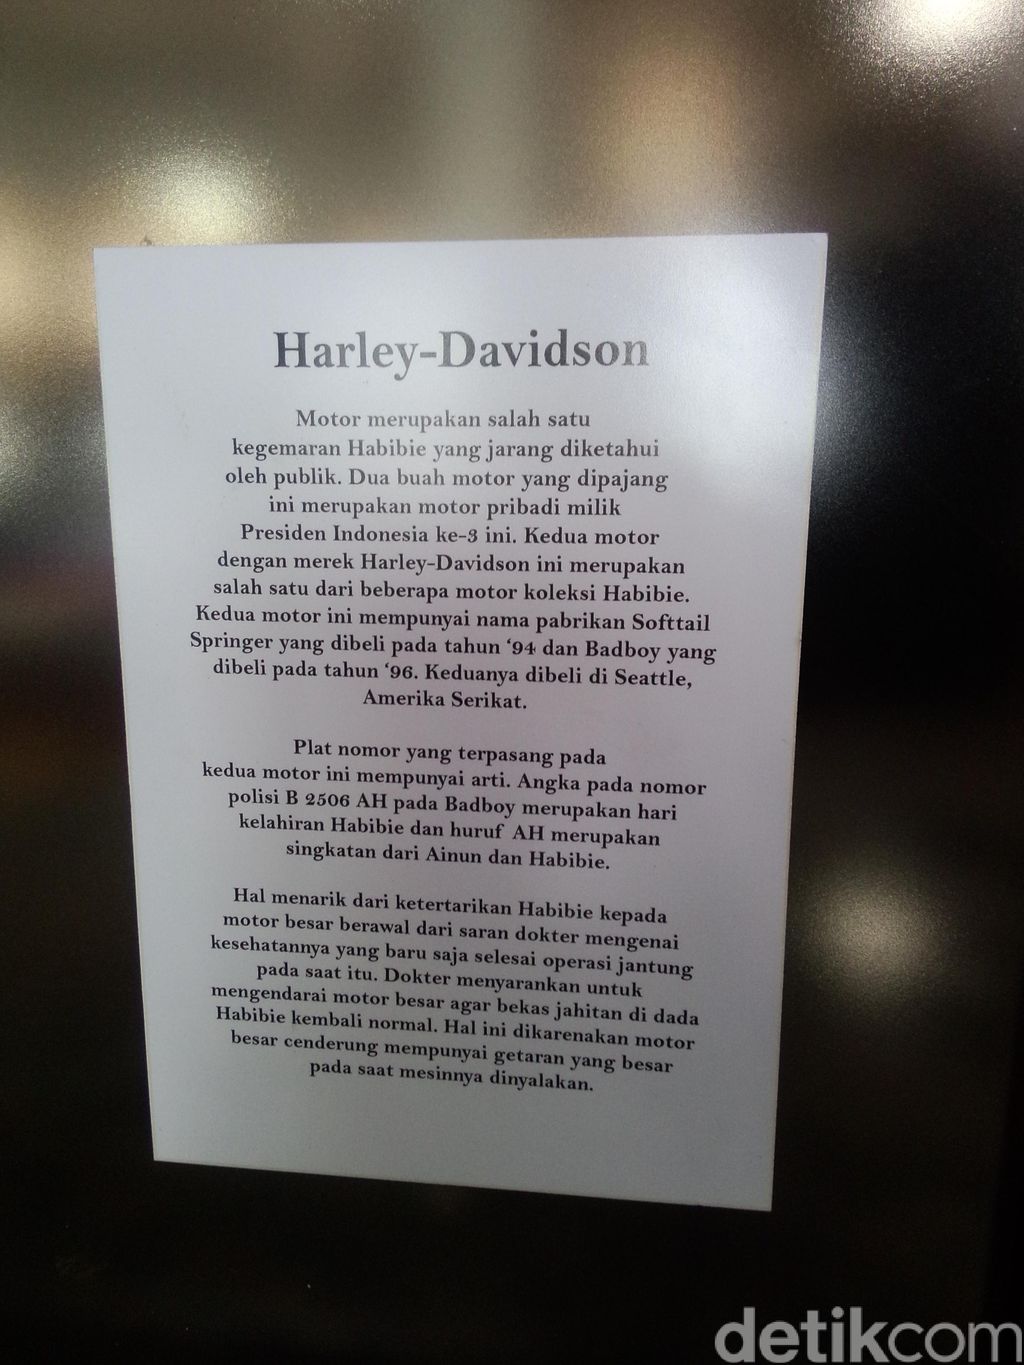 Harley-Davidson
Motor merupakan salah satu
kegemaran Habibie yang jarang diketahui
oleh publik. Dua buah motor yang dipajang
ini merupakan motor pribadi milik
Presiden Indonesia ke-3 ini. Kedua motor
dengan merek Harley-Davidson ini merupakan
salah satu dari beberapa motor koleksi Habibie.
Kedua motor ini mempunyai nama pabrikan Softtail
Springer yang dibeli pada tahun ‘94 dan Badboy yang
dibeli pada tahun ‘96. Keduanya dibeli di Seattle,
Amerika Serikat.
Plat nomor yang terpasang pada
kedua motor ini mempunyai arti. Angka pada nomor
polisi B 2506 AH pada Badboy merupakan hari
kelahiran Habibie dan huruf AH merupakan
singkatan dari Ainun dan Habibie.
Hal menarik dari ketertarikan Habibie kepada
motor besar berawal dari saran dokter mengenai
kesehatannya yang baru saja selesai operasi jantung
pada saat itu. Dokter menyarankan untuk
mengendarai motor besar agar bekas jahitan di dada
Habibie kembali normal. Hal ini dikarenakan motor
besar cenderung mempunyai getaran yang besar
pada saat mesinnya dinyalakan.
detikcom